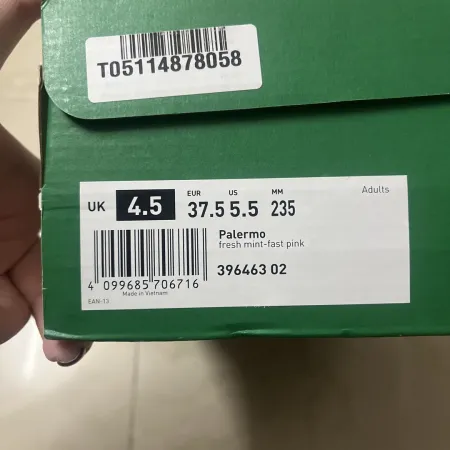 T05114878058
Adults
UK 4.5 EUR 37.5 US 5.5 MM 235
Palermo
fresh mint-fast pink
396463 02
4 099685 706716
Made in Vietnam
EAN-13